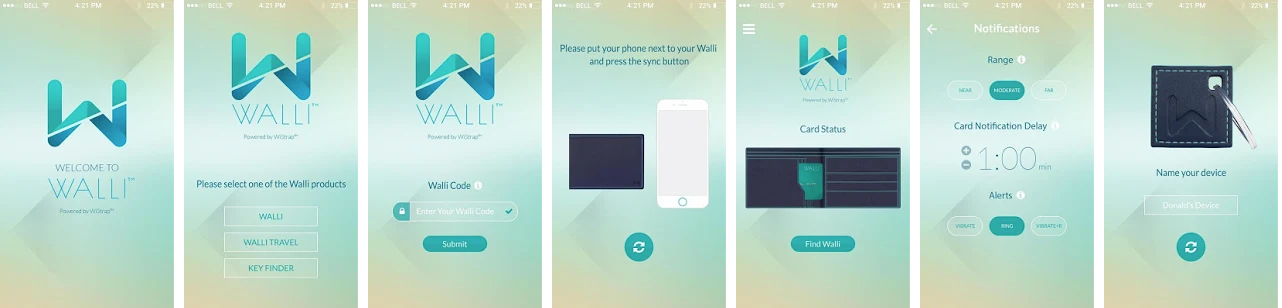 BELL 4:21 PM 22%
WELCOME TO
WALLI™
Powered by WiStrap™
BELL 4:21 PM 22%
WALLI™
Powered by WiStrap™
Please select one of the Walli products
WALLI
WALLI TRAVEL
KEY FINDER
BELL 4:21 PM 22%
WALLI™
Powered by WiStrap™
Walli Code
Enter Your Walli Code
Submit
BELL 4:21 PM 22%
Please put your phone next to your Walli
and press the sync button
BELL 4:21 PM 22%
WALLI™
Powered by WiStrap™
Card Status
WALLI
Find Walli
BELL 4:21 PM 22%
Notifications
Range
NEAR MODERATE FAR
Card Notification Delay
1:00 min
Alerts
VIBRATE RING VIBRATE/R
BELL 4:21 PM 22%
Name your device
Donald's Device